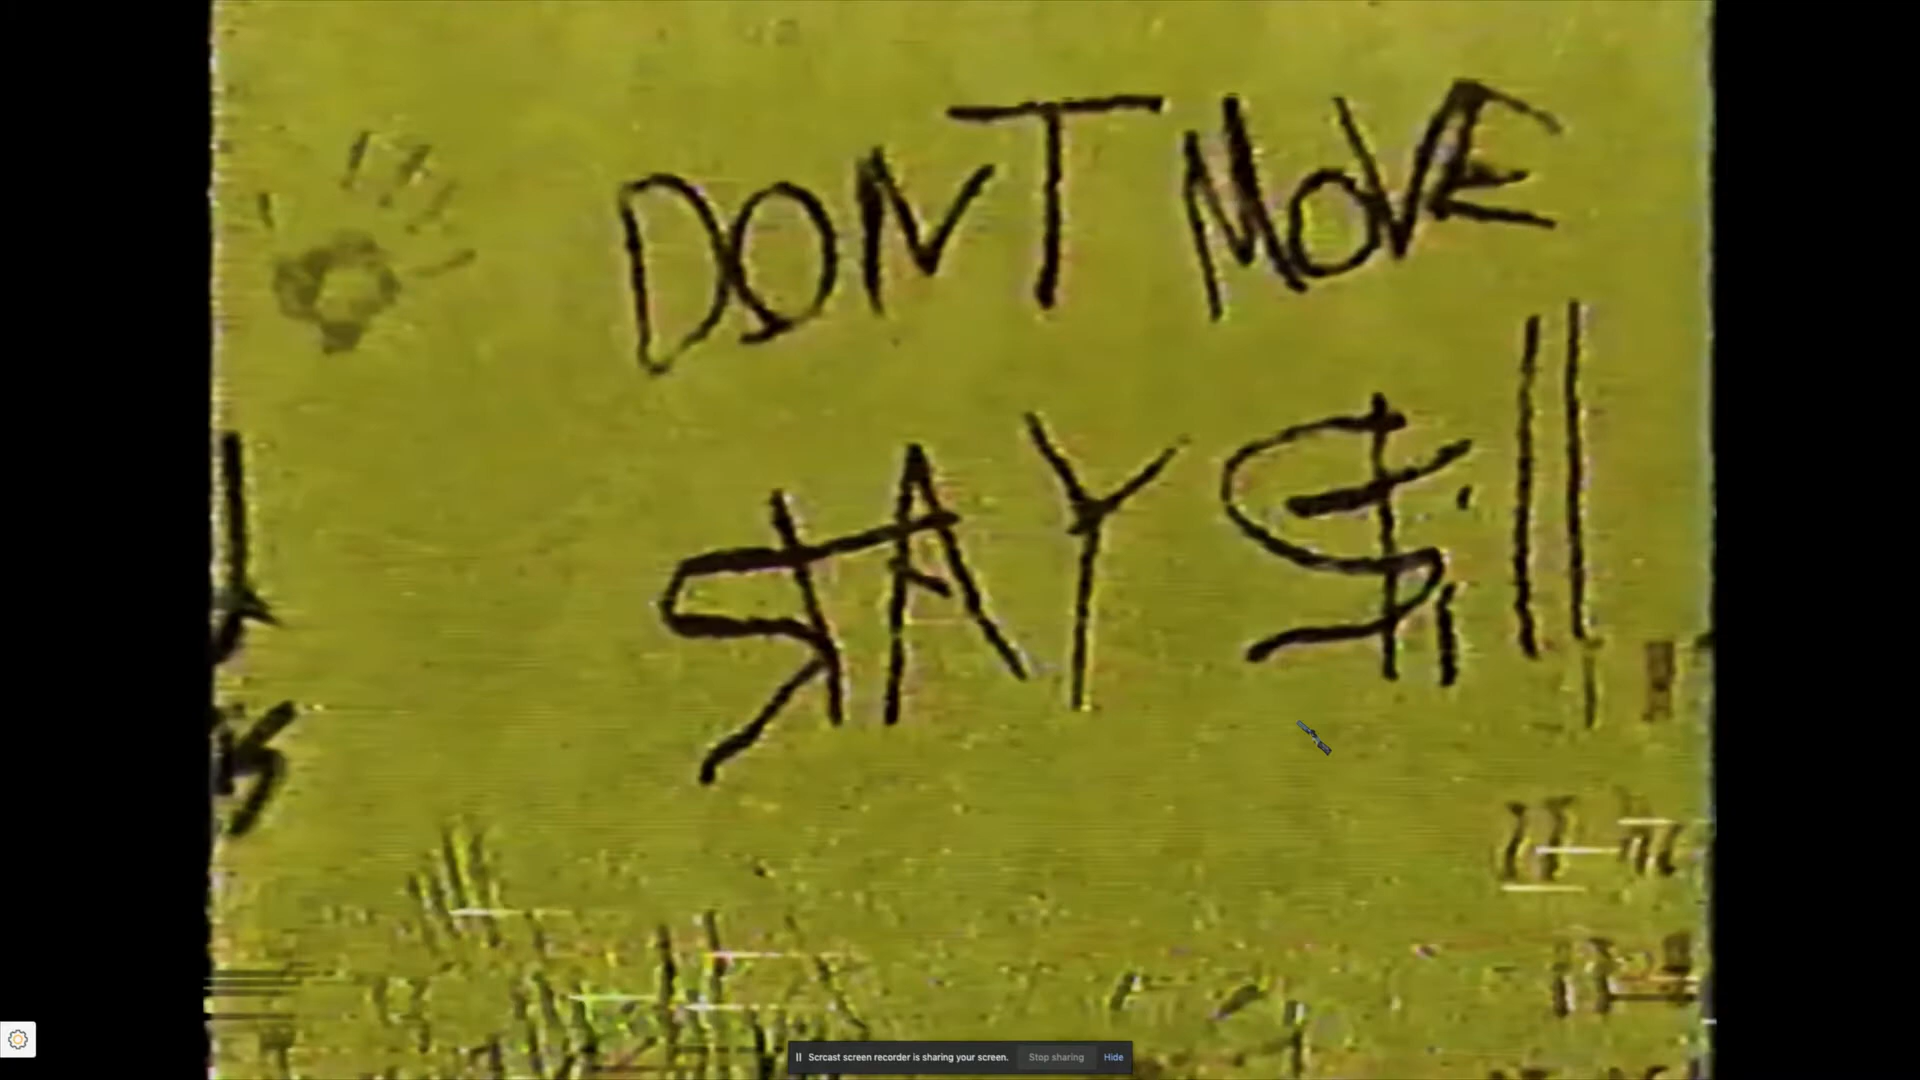 DONT MOVE
STAY Still
Scrcast screen recorder is sharing your screen. Stop sharing Hide